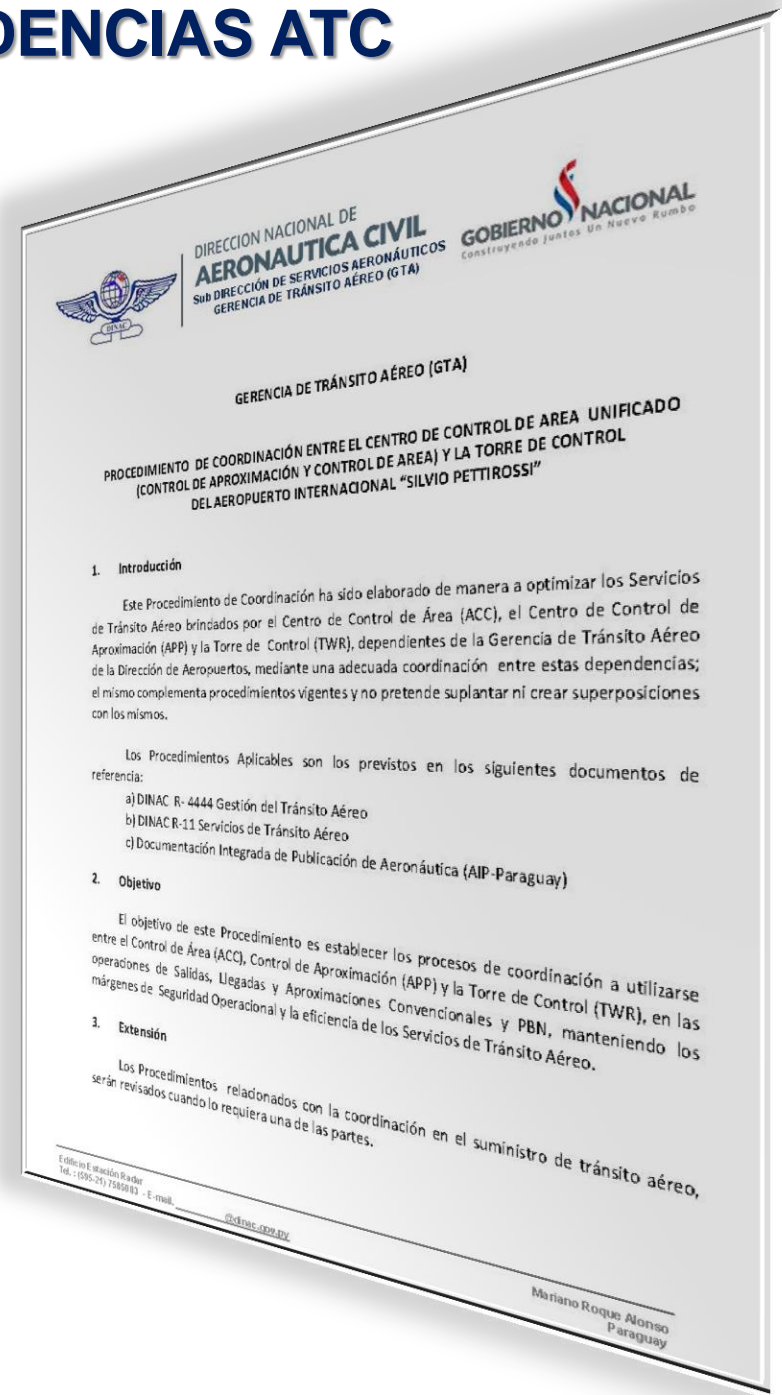 DENCIAS ATC
DIRECCION NACIONAL DE
AERONAUTICA CIVIL
Sub DIRECCIÓN DE SERVICIOS AERONÁUTICOS
GERENCIA DE TRÁNSITO AÉREO (GTA)
DINAC
GOBIERNO NACIONAL
Construyendo Juntos Un Nuevo Rumbo
GERENCIA DE TRÁNSITO AÉREO (GTA)
PROCEDIMIENTO DE COORDINACIÓN ENTRE EL CENTRO DE CONTROL DE AREA UNIFICADO
(CONTROL DE APROXIMACIÓN Y CONTROL DE AREA) Y LA TORRE DE CONTROL
DEL AEROPUERTO INTERNACIONAL "SILVIO PETTIROSSI"
1. Introducción
Este Procedimiento de Coordinación ha sido elaborado de manera a optimizar los Servicios
de Tránsito Aéreo brindados por el Centro de Control de Área (ACC), el Centro de Control de
Aproximación (APP) y la Torre de Control (TWR), dependientes de la Gerencia de Tránsito Aéreo
de la Dirección de Aeropuertos, mediante una adecuada coordinación entre estas dependencias;
el mismo complementa procedimientos vigentes y no pretende suplantar ni crear superposiciones
con los mismos.
Los Procedimientos Aplicables son los previstos en los siguientes documentos de
referencia:
a) DINAC R- 4444 Gestión del Tránsito Aéreo
b) DINAC R-11 Servicios de Tránsito Aéreo
c) Documentación Integrada de Publicación de Aeronáutica (AIP-Paraguay)
2. Objetivo
El objetivo de este Procedimiento es establecer los procesos de coordinación a utilizarse
entre el Control de Área (ACC), Control de Aproximación (APP) y la Torre de Control (TWR), en las
operaciones de Salidas, Llegadas y Aproximaciones Convencionales y PBN, manteniendo los
márgenes de Seguridad Operacional y la eficiencia de los Servicios de Tránsito Aéreo.
3. Extensión
Los Procedimientos relacionados con la coordinación en el suministro de tránsito aéreo,
serán revisados cuando lo requiera una de las partes.
Edificio Estación Radar
Tel. : (595-21) 7585803 - E-mail. @dinac.gov.py
Mariano Roque Alonso
Paraguay